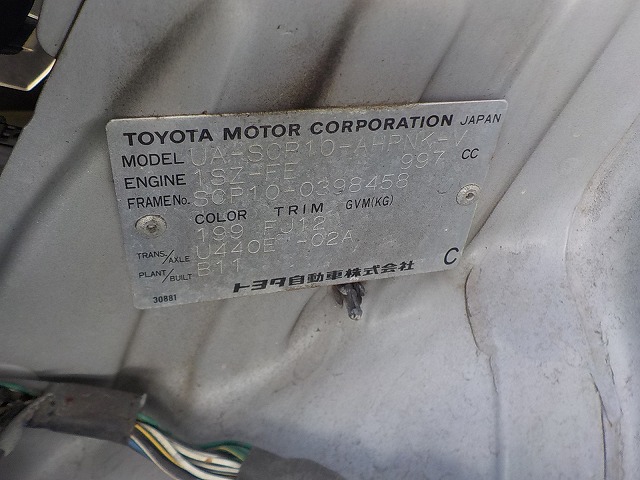 TOYOTA MOTOR CORPORATION JAPAN
MODEL UA-SCP10-AHPNK-V
ENGINE 1SZ-FE 997 CC
FRAME No. SCP10-0398458
COLOR TRIM GVM(KG)
199 FJ12
TRANS./AXLE U440E -02A
PLANT/BUILT B11 C
トヨタ自動車株式会社
30881